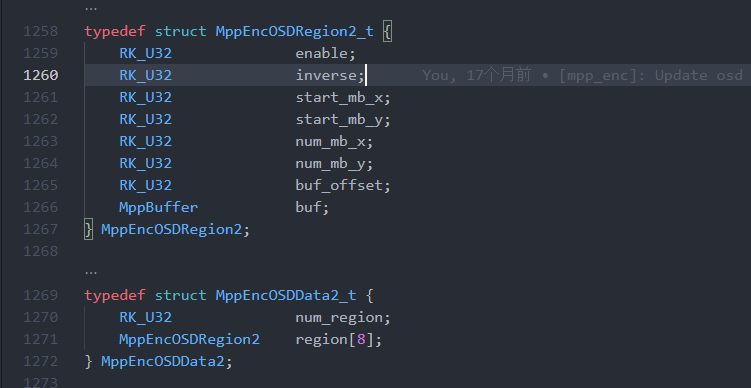 ...
1258 typedef struct MppEncOSDRegion2_t {
1259 RK_U32 enable;
1260 RK_U32 inverse; You, 17个月前 • [mpp_enc]: Update osd
1261 RK_U32 start_mb_x;
1262 RK_U32 start_mb_y;
1263 RK_U32 num_mb_x;
1264 RK_U32 num_mb_y;
1265 RK_U32 buf_offset;
1266 MppBuffer buf;
1267 } MppEncOSDRegion2;
1268
...
1269 typedef struct MppEncOSDData2_t {
1270 RK_U32 num_region;
1271 MppEncOSDRegion2 region[8];
1272 } MppEncOSDData2;
1273